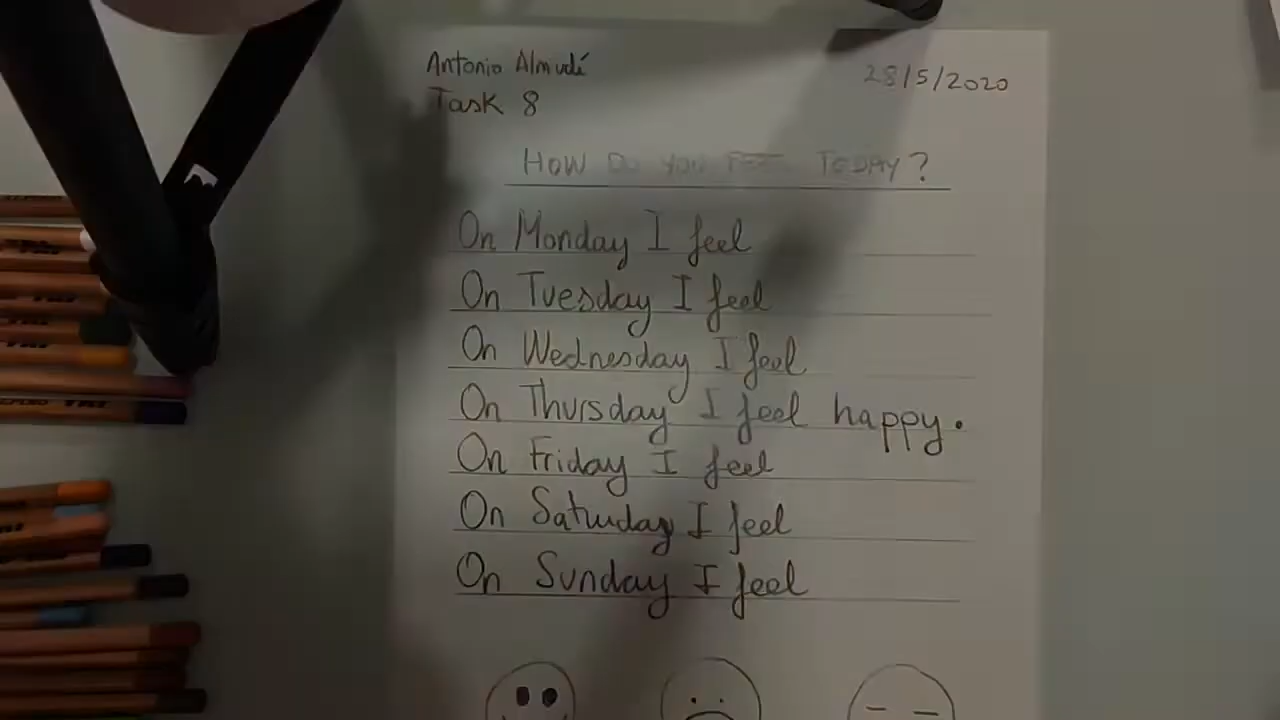 Antonio Almudí
28/5/2020
Task 8
HOW DO YOU FEEL TODAY?
On Monday I feel
On Tuesday I feel
On Wednesday I feel
On Thursday I feel happy.
On Friday I feel
On Saturday I feel
On Sunday I feel